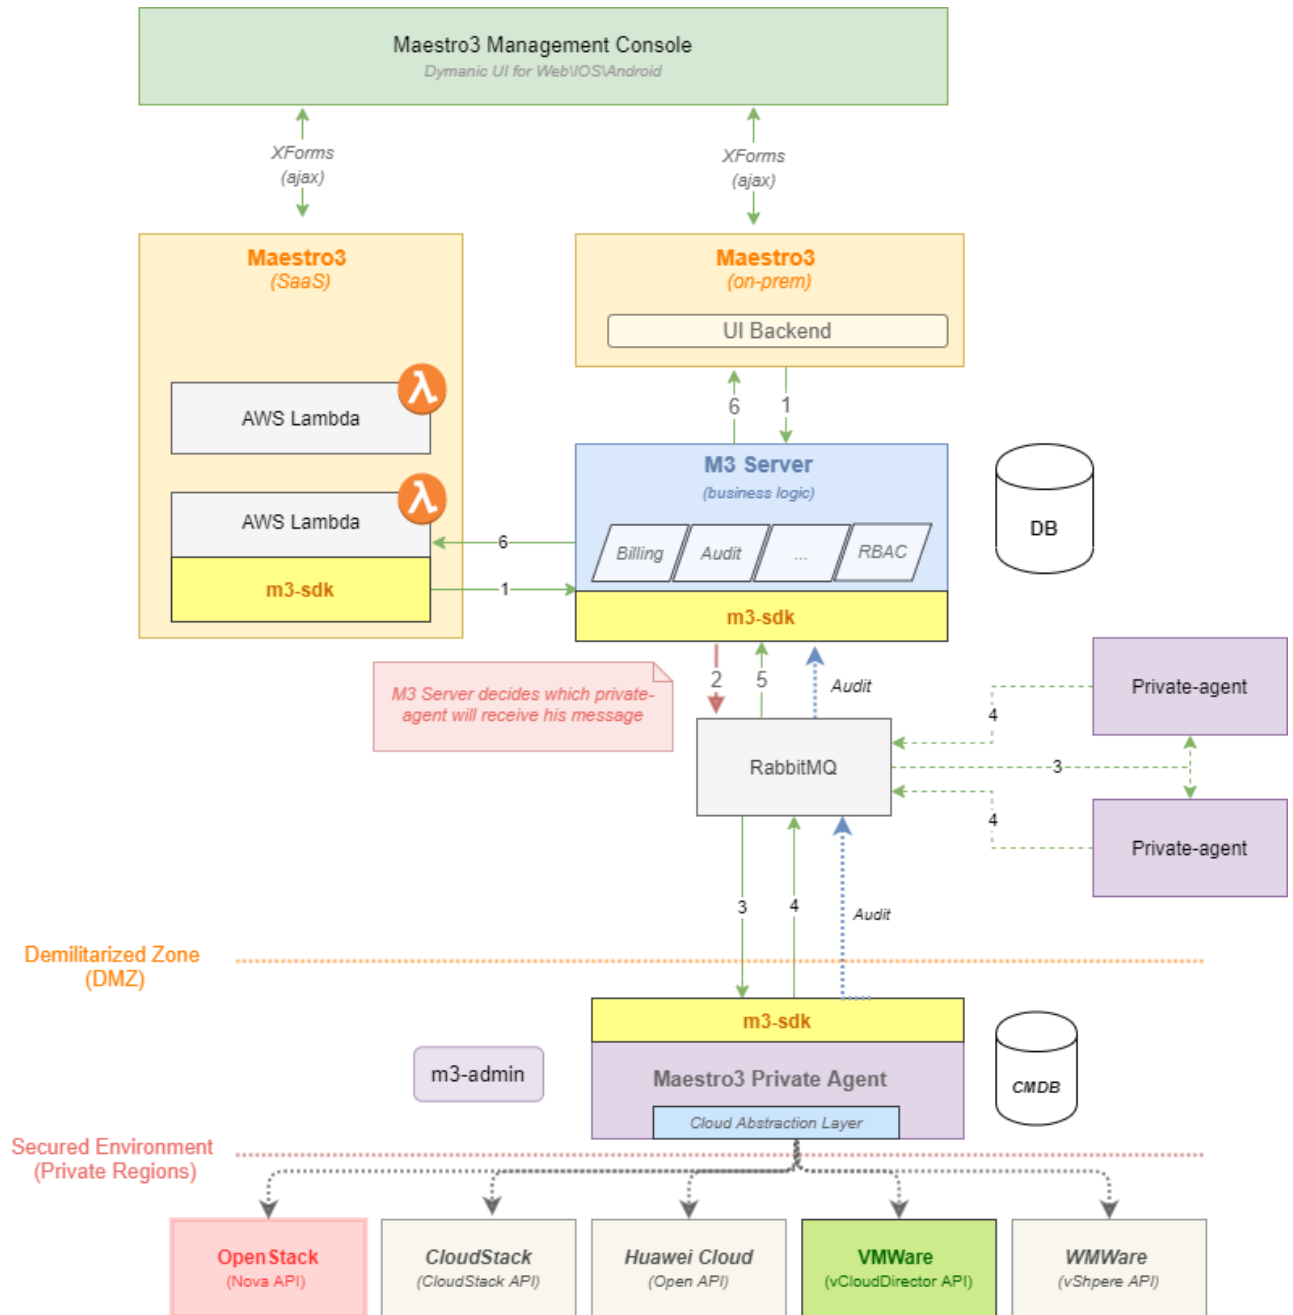 Maestro3 Management Console
Dymanic UI for Web\IOS\Android
XForms
(ajax)
XForms
(ajax)
Maestro3
(SaaS)
Maestro3
(on-prem)
UI Backend
λ
AWS Lambda
6
1
M3 Server
(business logic)
λ
AWS Lambda
6
Billing
Audit
...
RBAC
DB
m3-sdk
1
m3-sdk
M3 Server decides which private-
agent will receive his message
2
5
Audit
Private-agent
4
RabbitMQ
3
4
Private-agent
3
4
Audit
Demilitarized Zone
(DMZ)
m3-sdk
m3-admin
Maestro3 Private Agent
CMDB
Cloud Abstraction Layer
Secured Environment
(Private Regions)
OpenStack
(Nova API)
CloudStack
(CloudStack API)
Huawei Cloud
(Open API)
VMWare
(vCloudDirector API)
WMWare
(vShpere API)